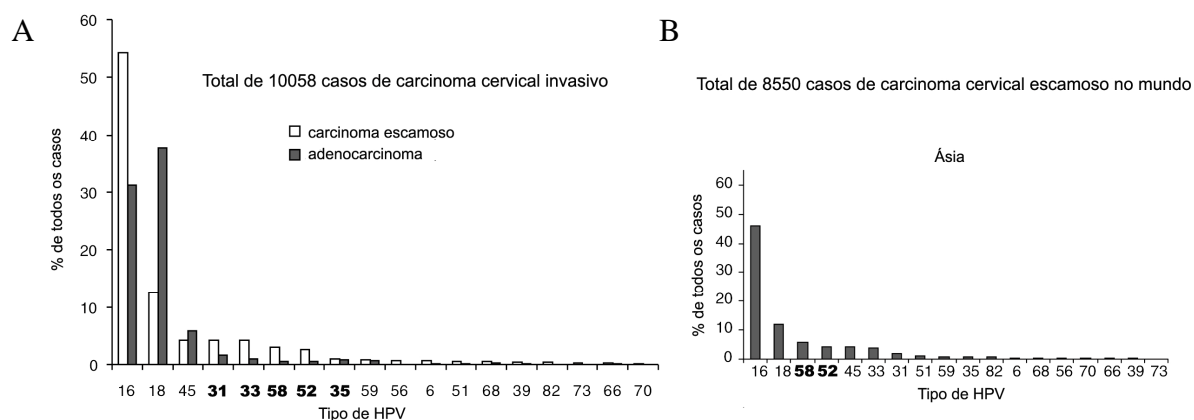 A
Total de 10058 casos de carcinoma cervical invasivo
carcinoma escamoso
adenocarcinoma
% de todos os casos
60
50
40
30
20
10
0
16 18 45 31 33 58 52 35 59 56 6 51 68 39 82 73 66 70
Tipo de HPV
B
Total de 8550 casos de carcinoma cervical escamoso no mundo
Ásia
% de todos os casos
60
50
40
30
20
10
0
16 18 58 52 45 33 31 51 59 35 82 6 68 56 70 66 39 73
Tipo de HPV